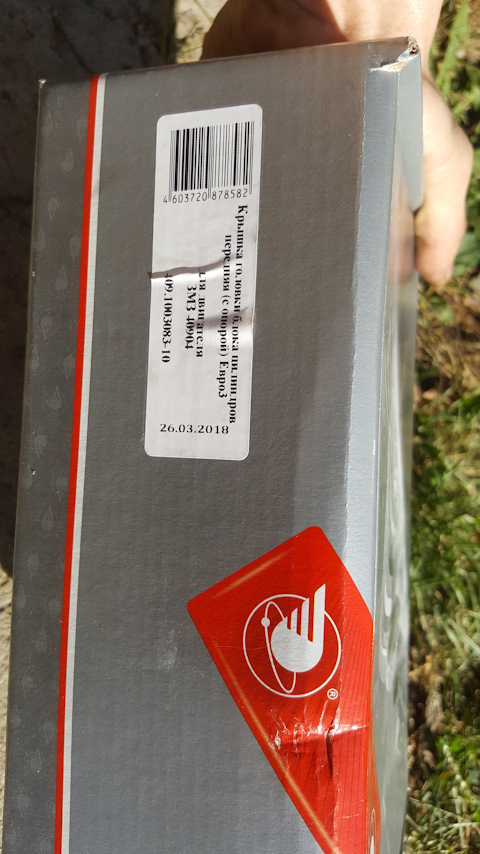 4 603720 878582
Крышка головки блока цилиндров
передняя (с опорой) Евро3
для двигателя
ЗМЗ 40904
409.1003083-10
26.03.2018
®